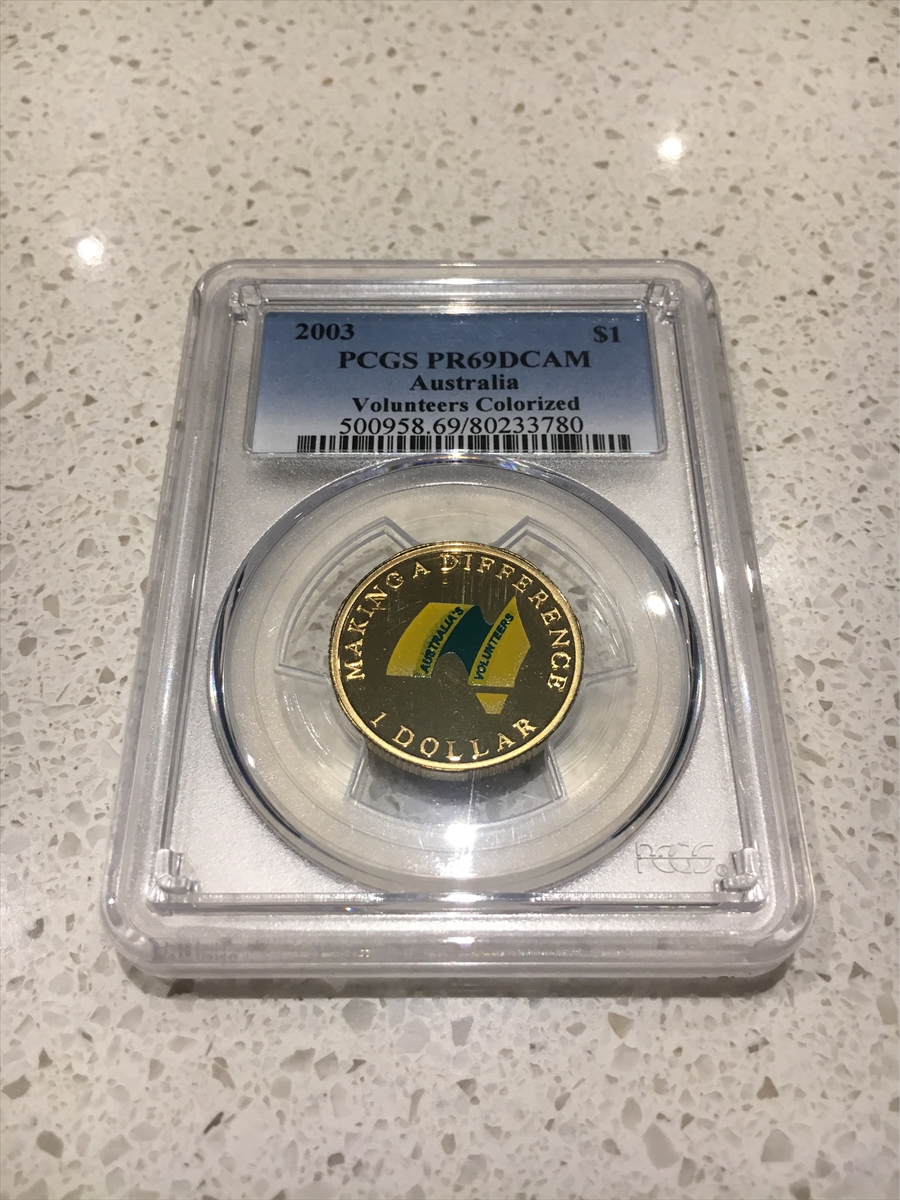 2003 $1
PCGS PR69DCAM
Australia
Volunteers Colorized
500958.69/80233780
MAKING A DIFFERENCE
AUSTRALIA'S
VOLUNTEERS
1 DOLLAR
PCGS